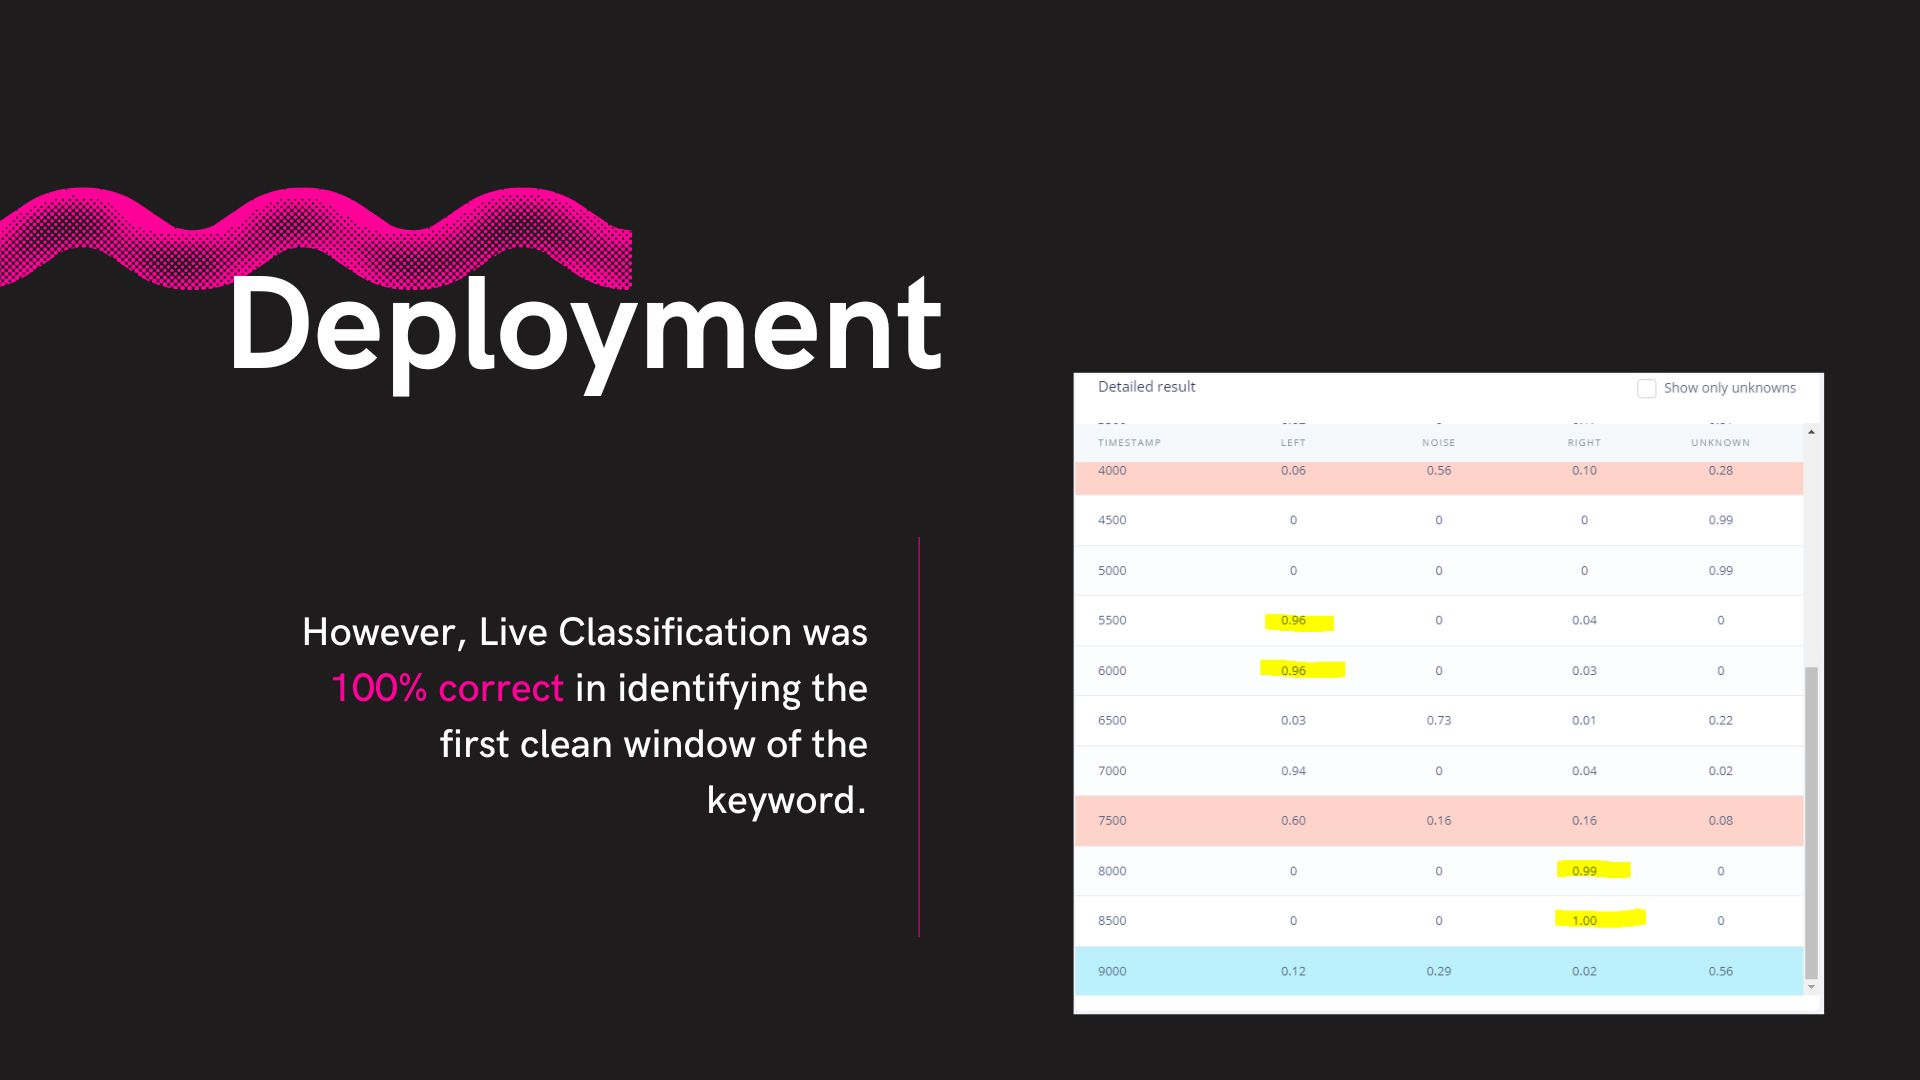 Deployment
However, Live Classification was
100% correct in identifying the
first clean window of the
keyword.
Detailed result
Show only unknowns
TIMESTAMP LEFT NOISE RIGHT UNKNOWN
4000 0.06 0.56 0.10 0.28
4500 0 0 0 0.99
5000 0 0 0 0.99
5500 0.96 0 0.04 0
6000 0.96 0 0.03 0
6500 0.03 0.73 0.01 0.22
7000 0.94 0 0.04 0.02
7500 0.60 0.16 0.16 0.08
8000 0 0 0.99 0
8500 0 0 1.00 0
9000 0.12 0.29 0.02 0.56